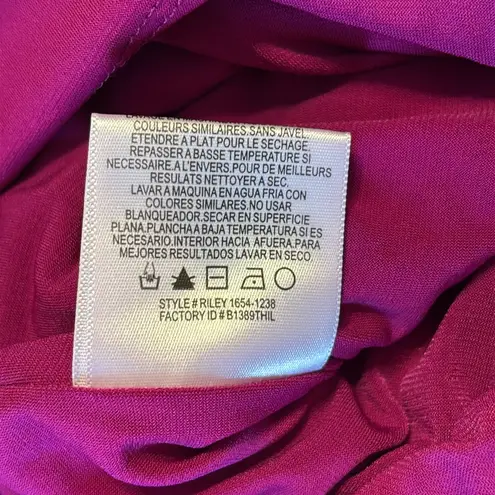 COULEURS SIMILAIRES.SANS JAVEL.
ÉTENDRE A PLAT POUR LE SECHAGE.
REPASSER A BASSE TEMPERATURE SI
NECESSAIRE.A L'ENVERS.POUR DE MEILLEURS
RESULATS NETTOYER A SEC.
LAVAR A MAQUINA EN AGUA FRIA CON
COLORES SIMILARES.NO USAR
BLANQUEADOR.SECAR EN SUPERFICIE
PLANA.PLANCHA A BAJA TEMPERATURA SI ES
NECESARIO.INTERIOR HACIA AFUERA.PARA
MEJORES RESULTADOS LAVAR EN SECO.
STYLE # RILEY 1654-1238
FACTORY ID # B1389THIL